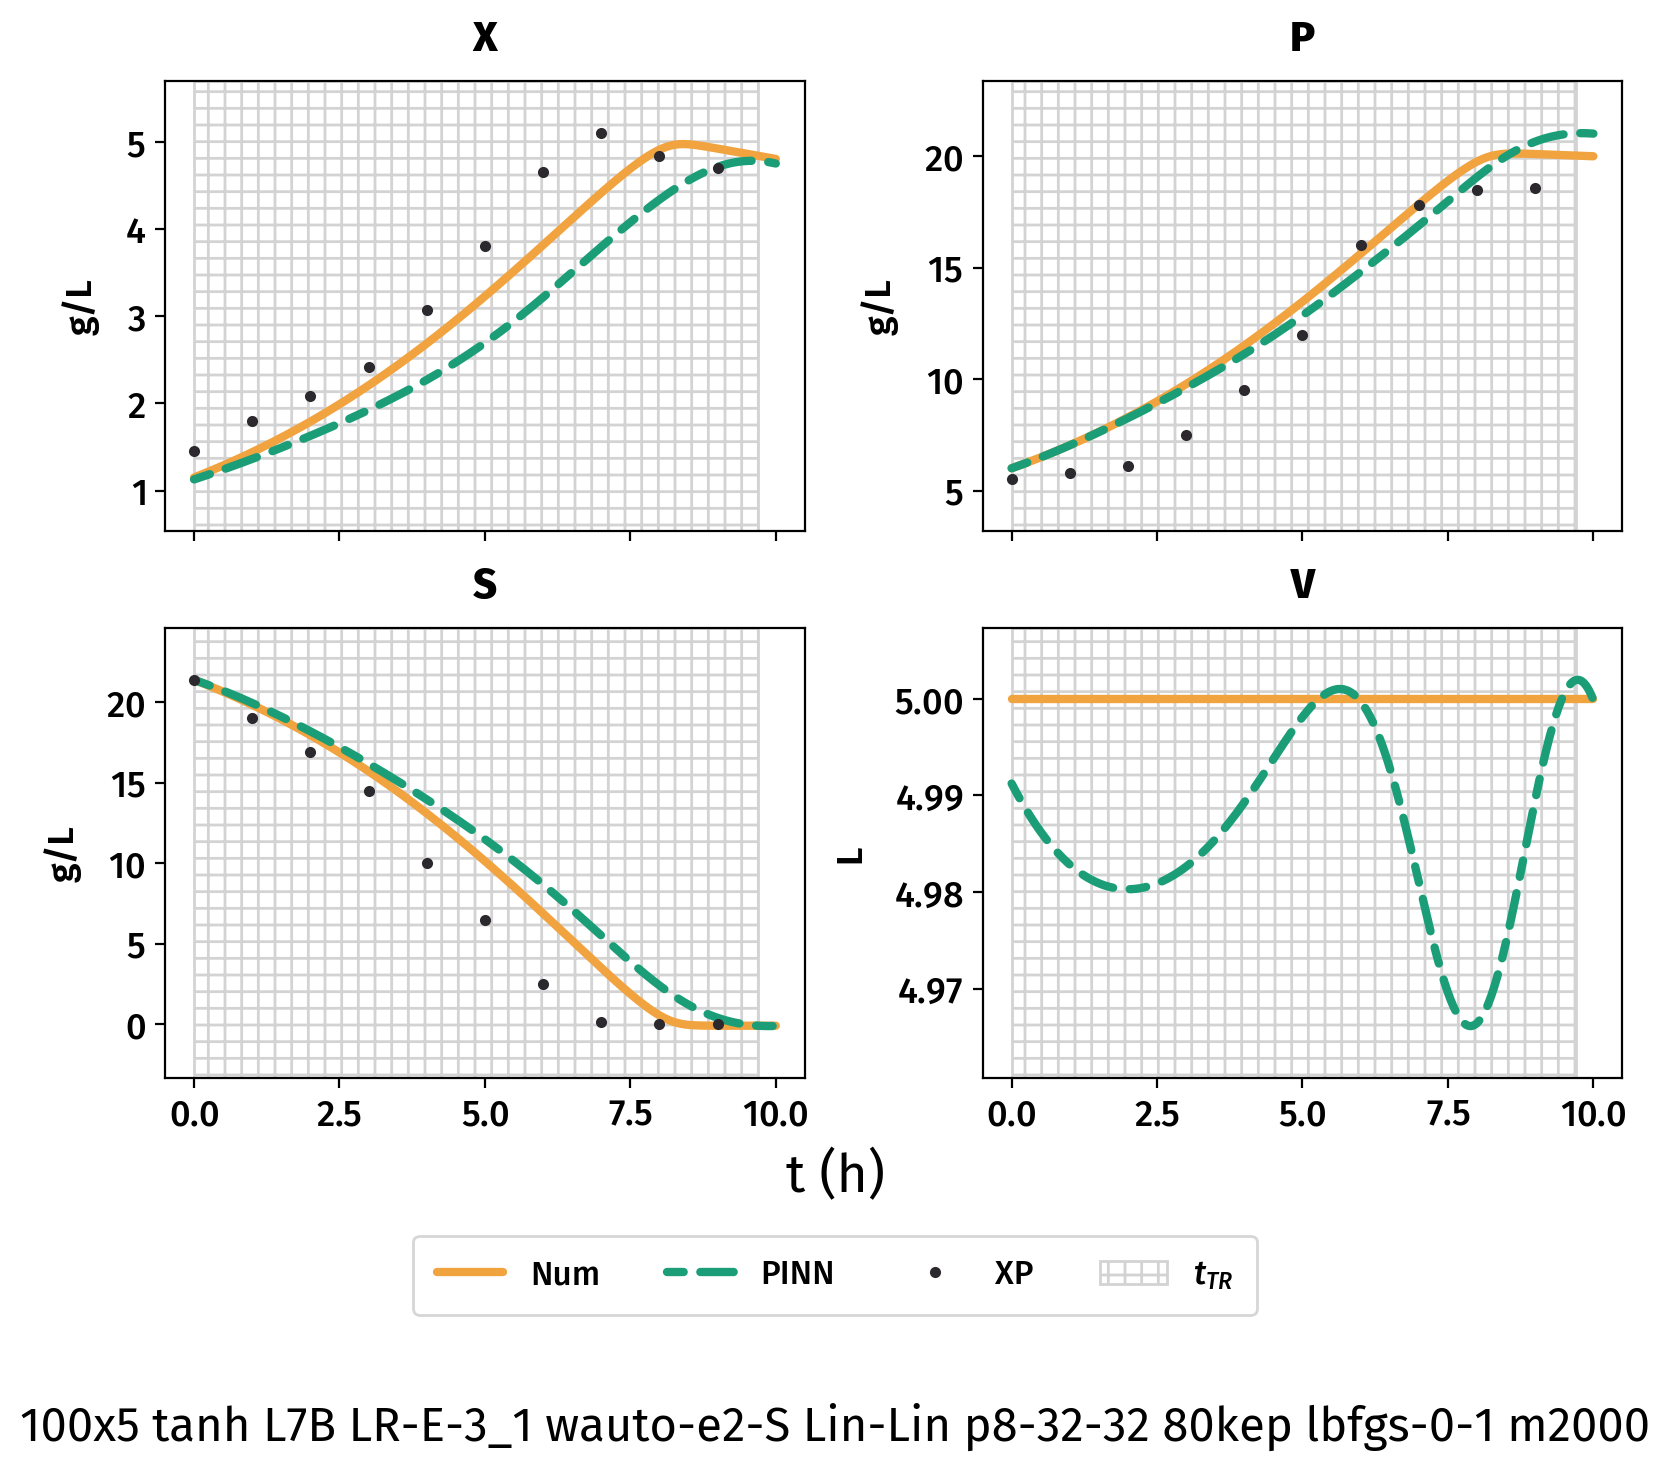 X
P
g/L
5
4
3
2
1
g/L
20
15
10
5
S
V
g/L
20
15
10
5
0
L
5.00
4.99
4.98
4.97
0.0 2.5 5.0 7.5 10.0
0.0 2.5 5.0 7.5 10.0
t (h)
Num PINN XP tTR
100x5 tanh L7B LR-E-3_1 wauto-e2-S Lin-Lin p8-32-32 80kep lbfgs-0-1 m2000